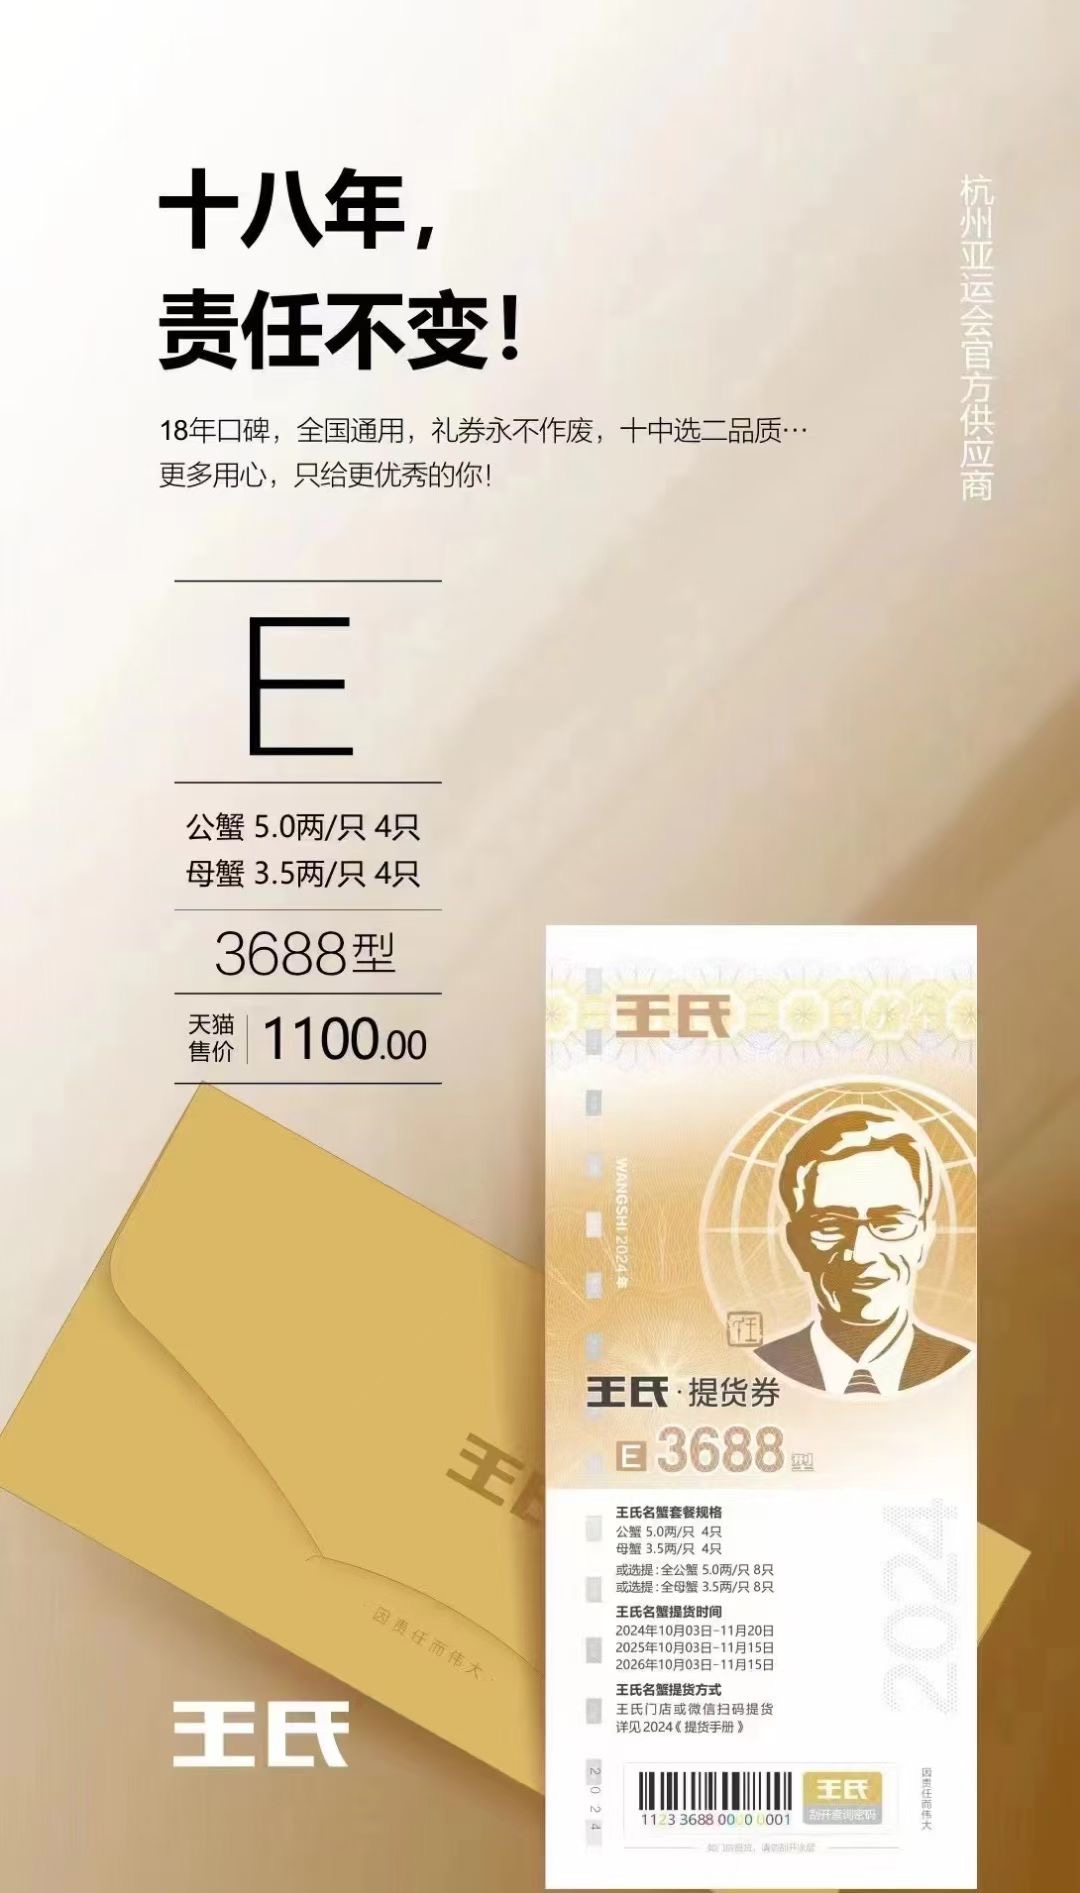 十八年，
责任不变！
18年口碑，全国通用，礼券永不作废，十中选二品质…
更多用心，只给更优秀的你！
杭州亚运会官方供应商
E
公蟹 5.0两/只 4只
母蟹 3.5两/只 4只
3688型
天猫
售价
1100.00
王氏
·因责任而伟大·
王氏
王氏
WANGSHI 2024 年
任
王氏·提货券
E 3688 型
王氏名蟹套餐规格
公蟹 5.0两/只 4只
母蟹 3.5两/只 4只
或选提：全公蟹 5.0两/只 8只
或选提：全母蟹 3.5两/只 8只
王氏名蟹提货时间
2024年10月03日-11月20日
2025年10月03日-11月15日
2026年10月03日-11月15日
王氏名蟹提货方式
王氏门店或微信扫码提货
详见2024《提货手册》
2024
2024
1123 3688 0000 0001
王氏
刮开查询密码
因责任而伟大